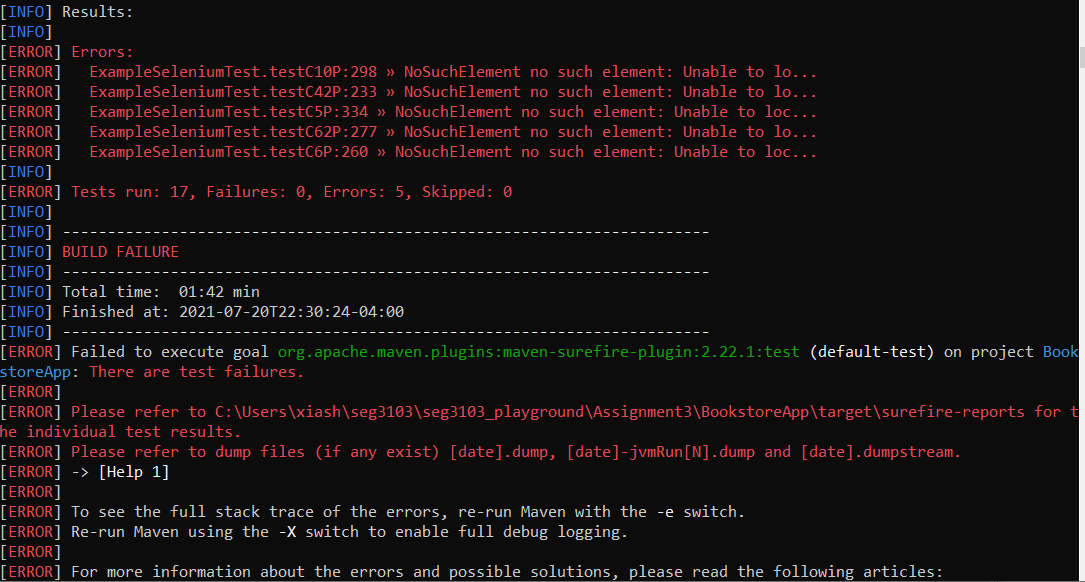 [INFO] Results:
[INFO]
[ERROR] Errors:
[ERROR]   ExampleSeleniumTest.testC10P:298 » NoSuchElement no such element: Unable to lo...
[ERROR]   ExampleSeleniumTest.testC42P:233 » NoSuchElement no such element: Unable to lo...
[ERROR]   ExampleSeleniumTest.testC5P:334 » NoSuchElement no such element: Unable to loc...
[ERROR]   ExampleSeleniumTest.testC62P:277 » NoSuchElement no such element: Unable to lo...
[ERROR]   ExampleSeleniumTest.testC6P:260 » NoSuchElement no such element: Unable to loc...
[INFO]
[ERROR] Tests run: 17, Failures: 0, Errors: 5, Skipped: 0
[INFO]
[INFO] ------------------------------------------------------------------------
[INFO] BUILD FAILURE
[INFO] ------------------------------------------------------------------------
[INFO] Total time:  01:42 min
[INFO] Finished at: 2021-07-20T22:30:24-04:00
[INFO] ------------------------------------------------------------------------
[ERROR] Failed to execute goal org.apache.maven.plugins:maven-surefire-plugin:2.22.1:test (default-test) on project Book
storeApp: There are test failures.
[ERROR]
[ERROR] Please refer to C:\Users\xiash\seg3103\seg3103_playground\Assignment3\BookstoreApp\target\surefire-reports for t
he individual test results.
[ERROR] Please refer to dump files (if any exist) [date].dump, [date]-jvmRun[N].dump and [date].dumpstream.
[ERROR] -> [Help 1]
[ERROR]
[ERROR] To see the full stack trace of the errors, re-run Maven with the -e switch.
[ERROR] Re-run Maven using the -X switch to enable full debug logging.
[ERROR]
[ERROR] For more information about the errors and possible solutions, please read the following articles: